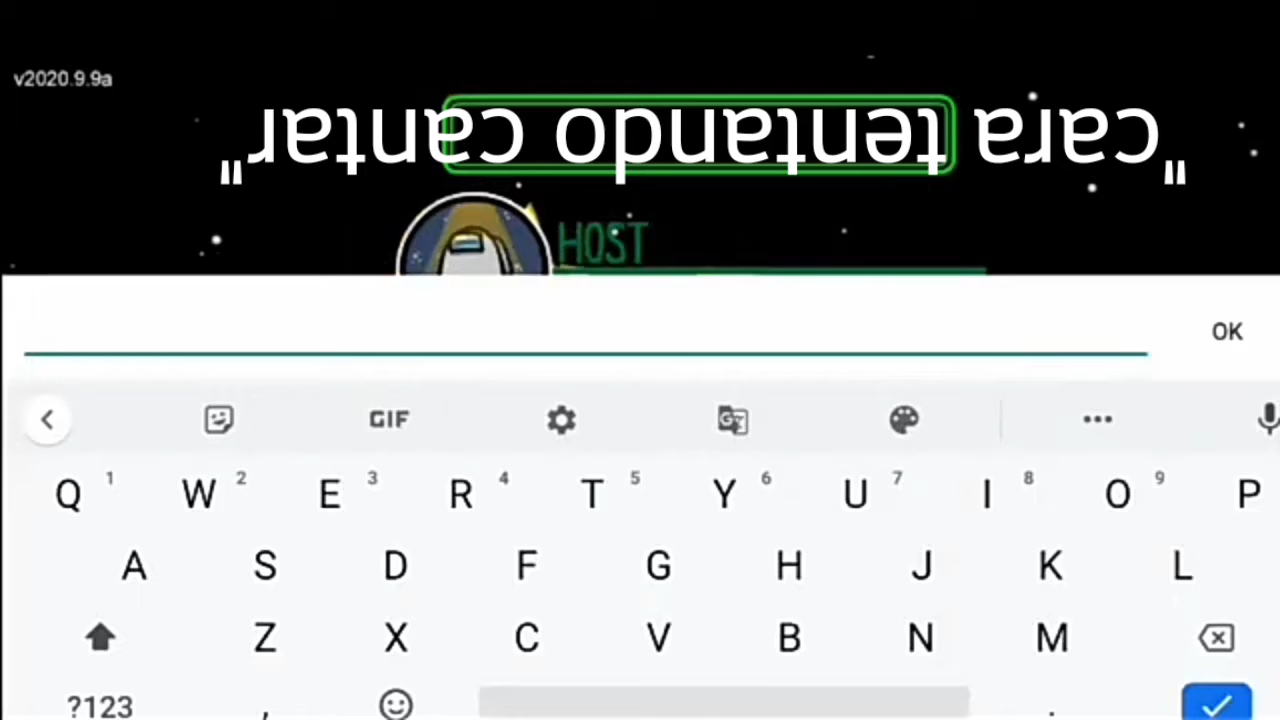 v2020.9.9a
"cara tentando cantar"
HOST
OK
GIF
Q 1 W 2 E 3 R 4 T 5 Y 6 U 7 I 8 O 9 P
A S D F G H J K L
Z X C V B N M
?123 , .